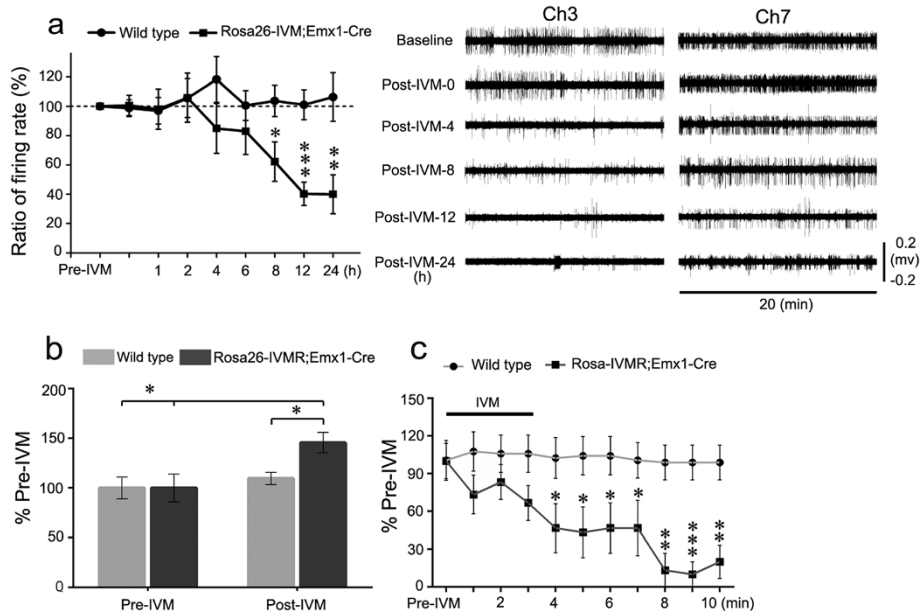 a
Wild type Rosa26-IVM;Emx1-Cre
Ratio of firing rate (%)
120
100
80
60
40
20
0
*
***
**
Pre-IVM 1 2 4 6 8 12 24 (h)
Ch3 Ch7
Baseline
Post-IVM-0
Post-IVM-4
Post-IVM-8
Post-IVM-12
Post-IVM-24
(h)
0.2
(mv)
-0.2
20 (min)
b
Wild type Rosa26-IVMR;Emx1-Cre
% Pre-IVM
200
150
100
50
0
*
*
Pre-IVM Post-IVM
c
Wild type Rosa-IVMR;Emx1-Cre
% Pre-IVM
150
120
90
60
30
0
IVM
* * * * ** *** **
Pre-IVM 2 4 6 8 10 (min)